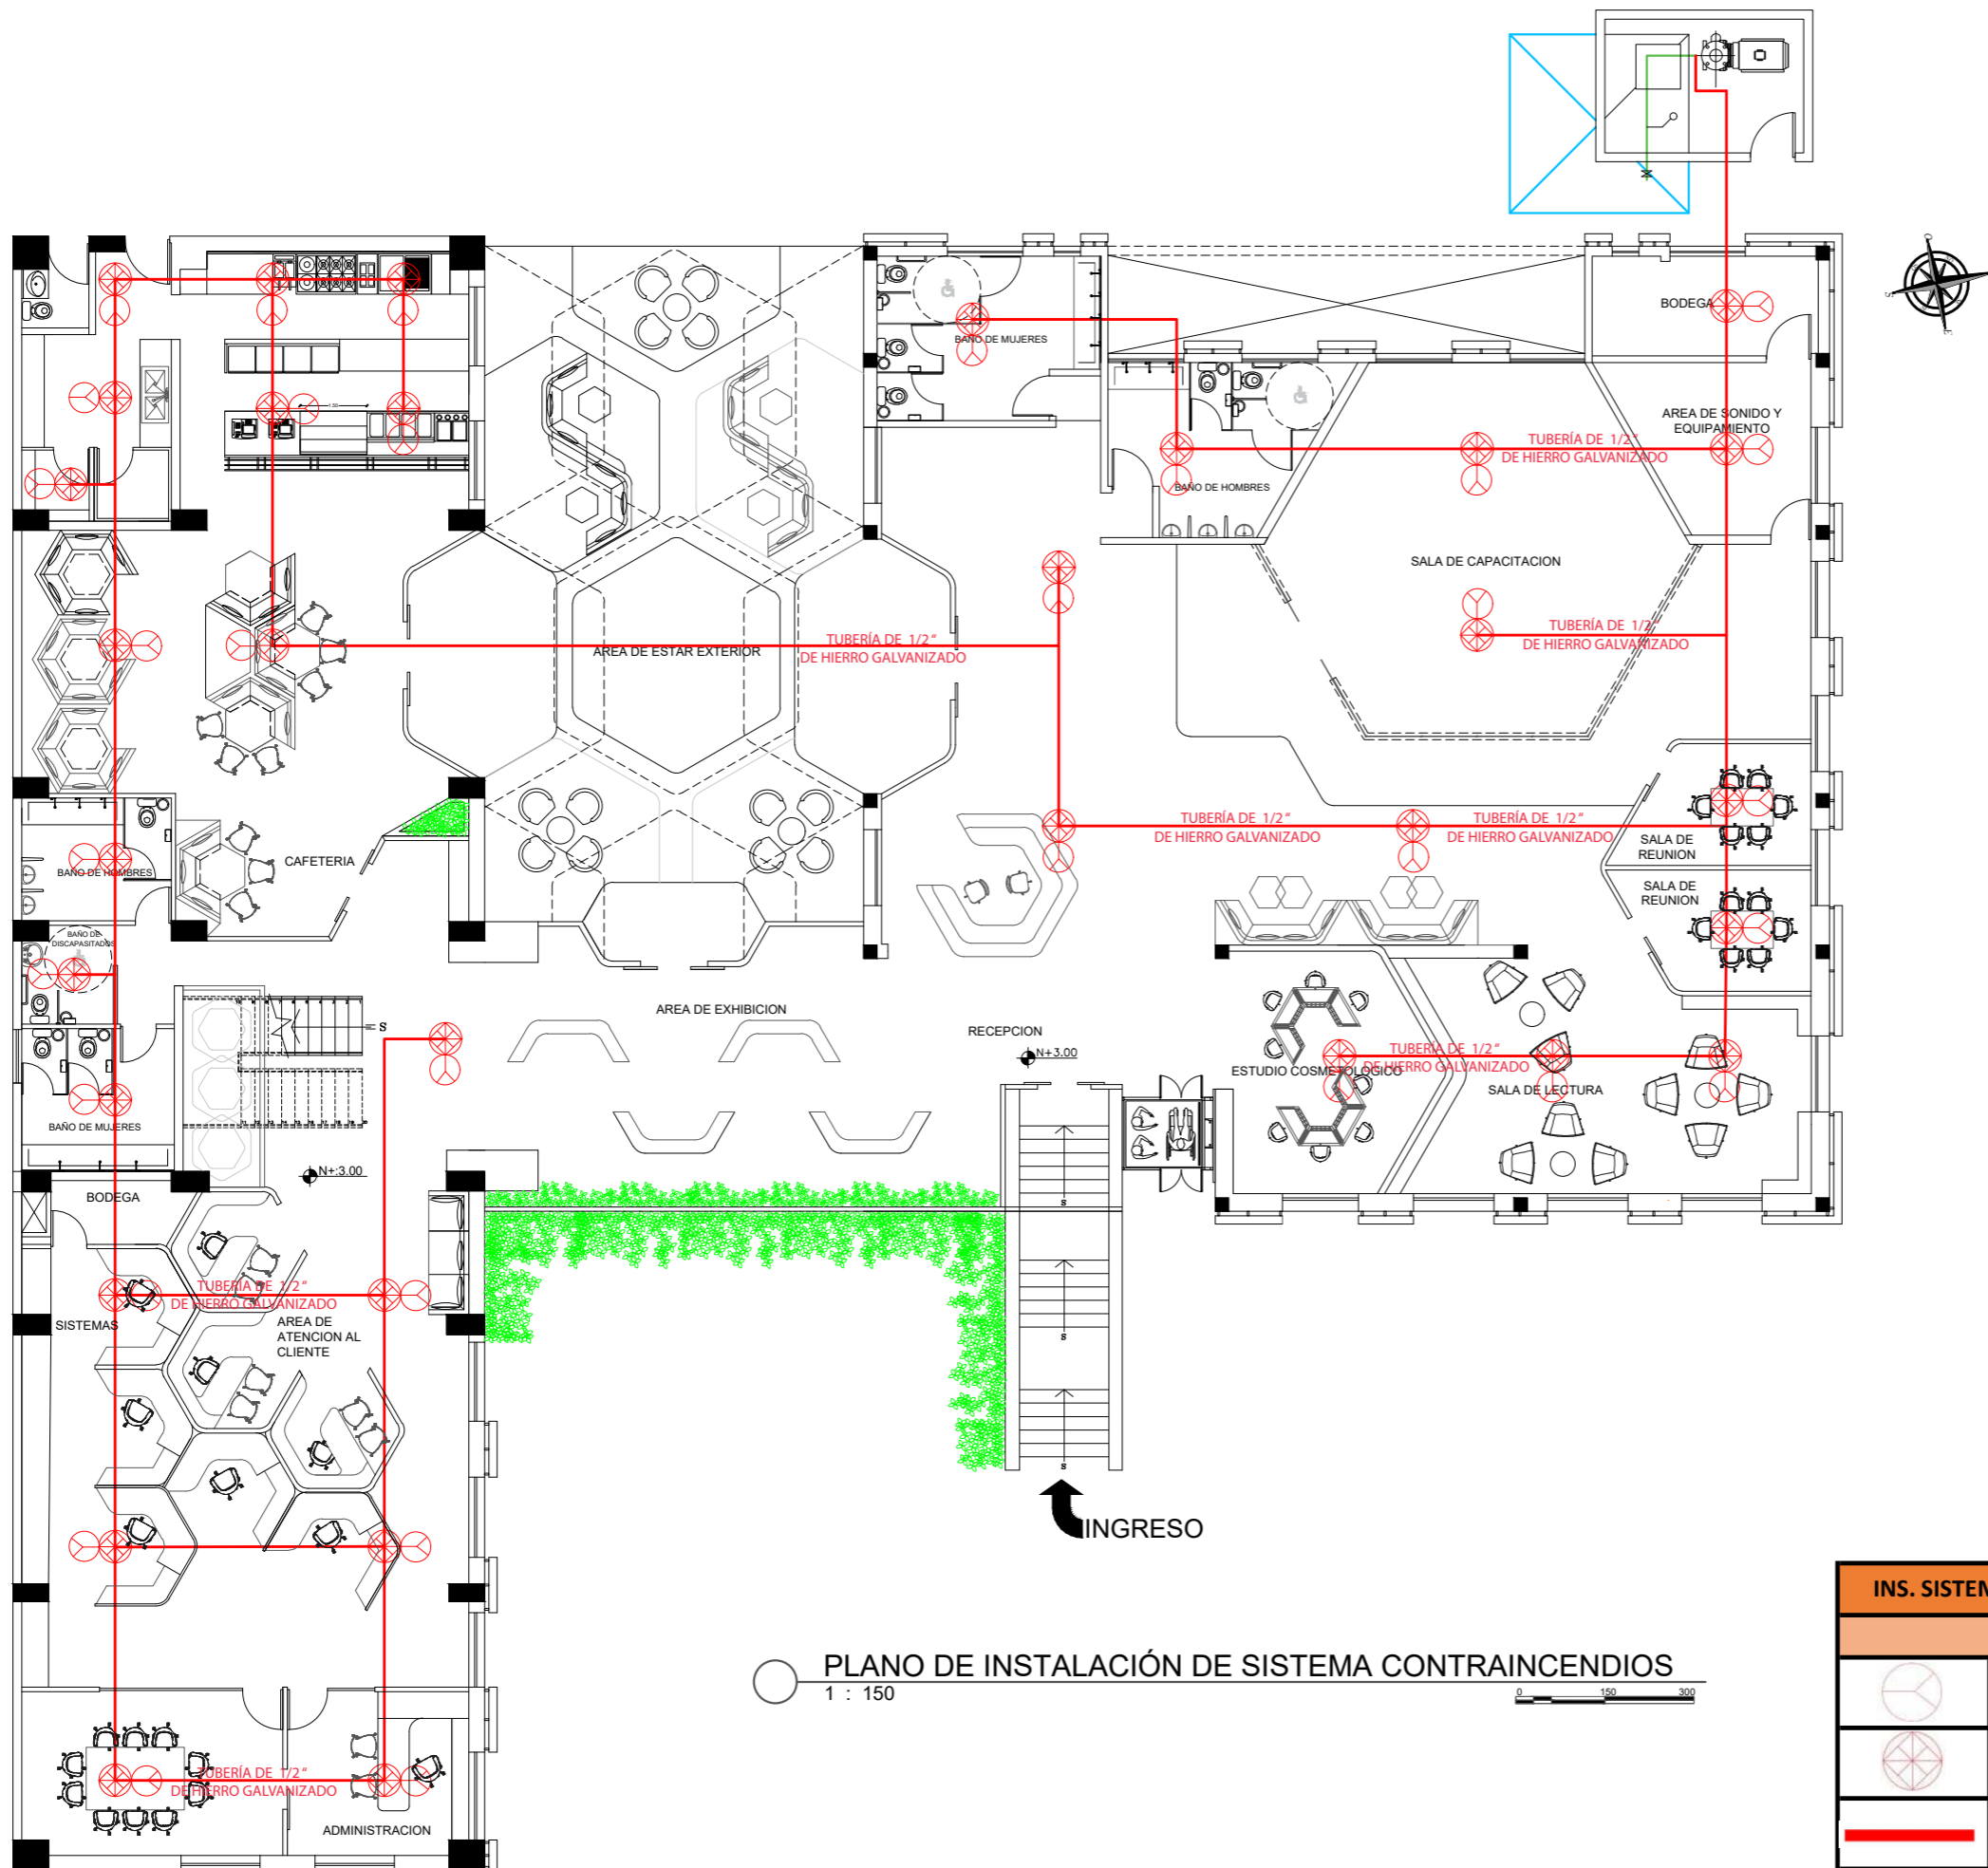 BODEGA
BAÑO DE MUJERES
AREA DE SONIDO Y
EQUIPAMIENTO
TUBERÍA DE 1/2"
DE HIERRO GALVANIZADO
BAÑO DE HOMBRES
SALA DE CAPACITACION
TUBERÍA DE 1/2"
DE HIERRO GALVANIZADO
TUBERÍA DE 1/2"
DE HIERRO GALVANIZADO
AREA DE ESTAR EXTERIOR
TUBERÍA DE 1/2"
DE HIERRO GALVANIZADO
TUBERÍA DE 1/2"
DE HIERRO GALVANIZADO
SALA DE
REUNION
CAFETERIA
BAÑO DE HOMBRES
SALA DE
REUNION
BAÑO DE
DISCAPASITADOS
AREA DE EXHIBICION
S
RECEPCION
N+3.00
TUBERÍA DE 1/2"
DE HIERRO GALVANIZADO
ESTUDIO COSMETOLOGICO
SALA DE LECTURA
BAÑO DE MUJERES
N+:3.00
BODEGA
S
S
TUBERÍA DE 1/2"
DE HIERRO GALVANIZADO
SISTEMAS
AREA DE
ATENCION AL
CLIENTE
S
S
INGRESO
INS. SISTEM
PLANO DE INSTALACIÓN DE SISTEMA CONTRAINCENDIOS
1 : 150
0 150 300
TUBERÍA DE 1/2"
DE HIERRO GALVANIZADO
ADMINISTRACION